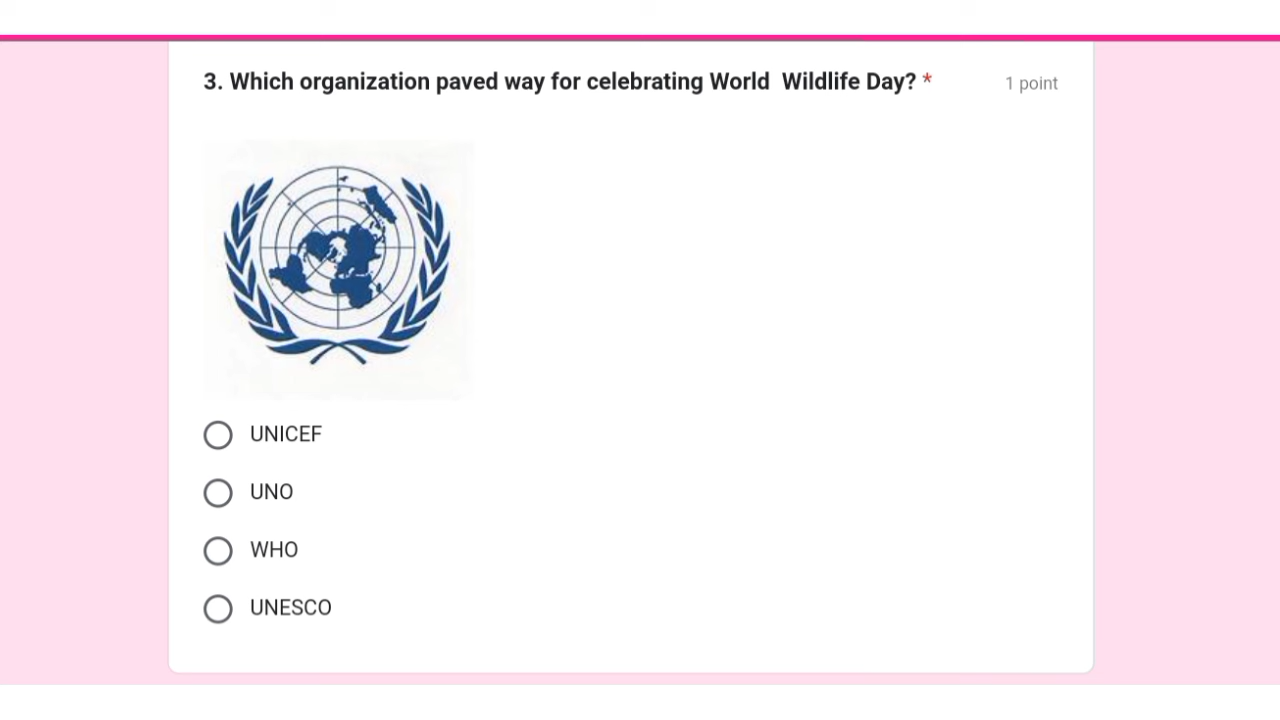 3. Which organization paved way for celebrating World  Wildlife Day? *
1 point
UNICEF
UNO
WHO
UNESCO